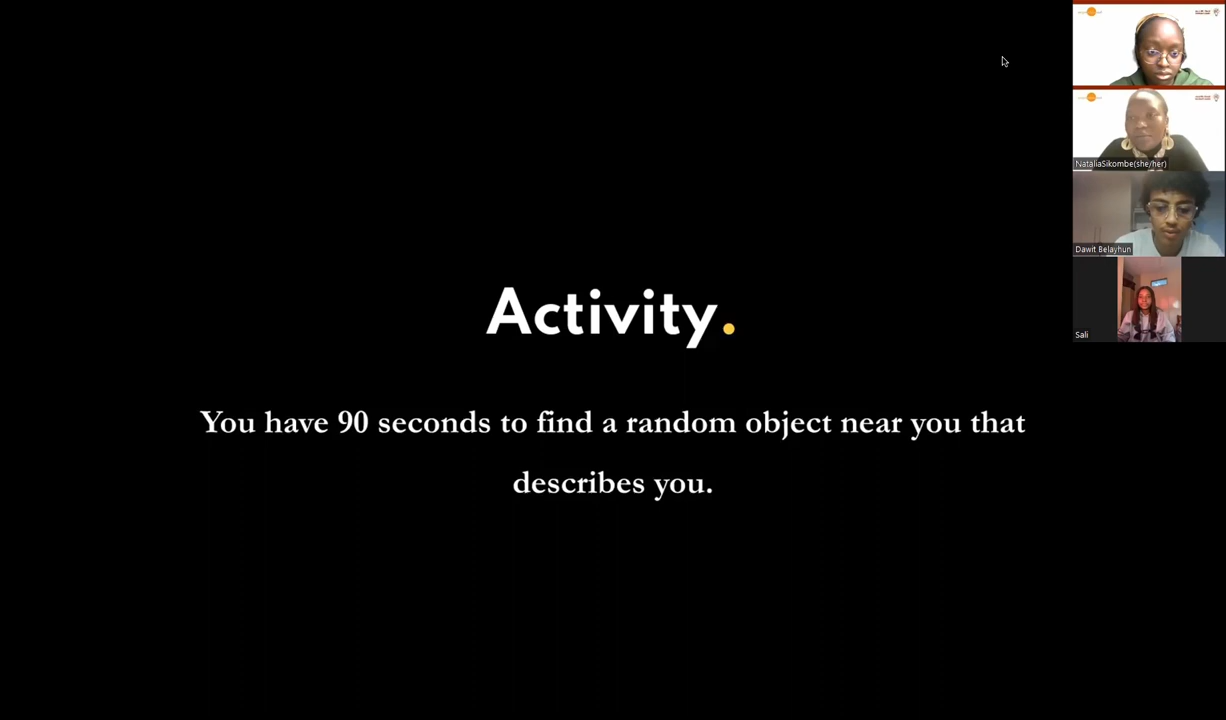 Activity.
You have 90 seconds to find a random object near you that
describes you.
NataliaSikombe(she/her)
Dawit Belayhun
Sali